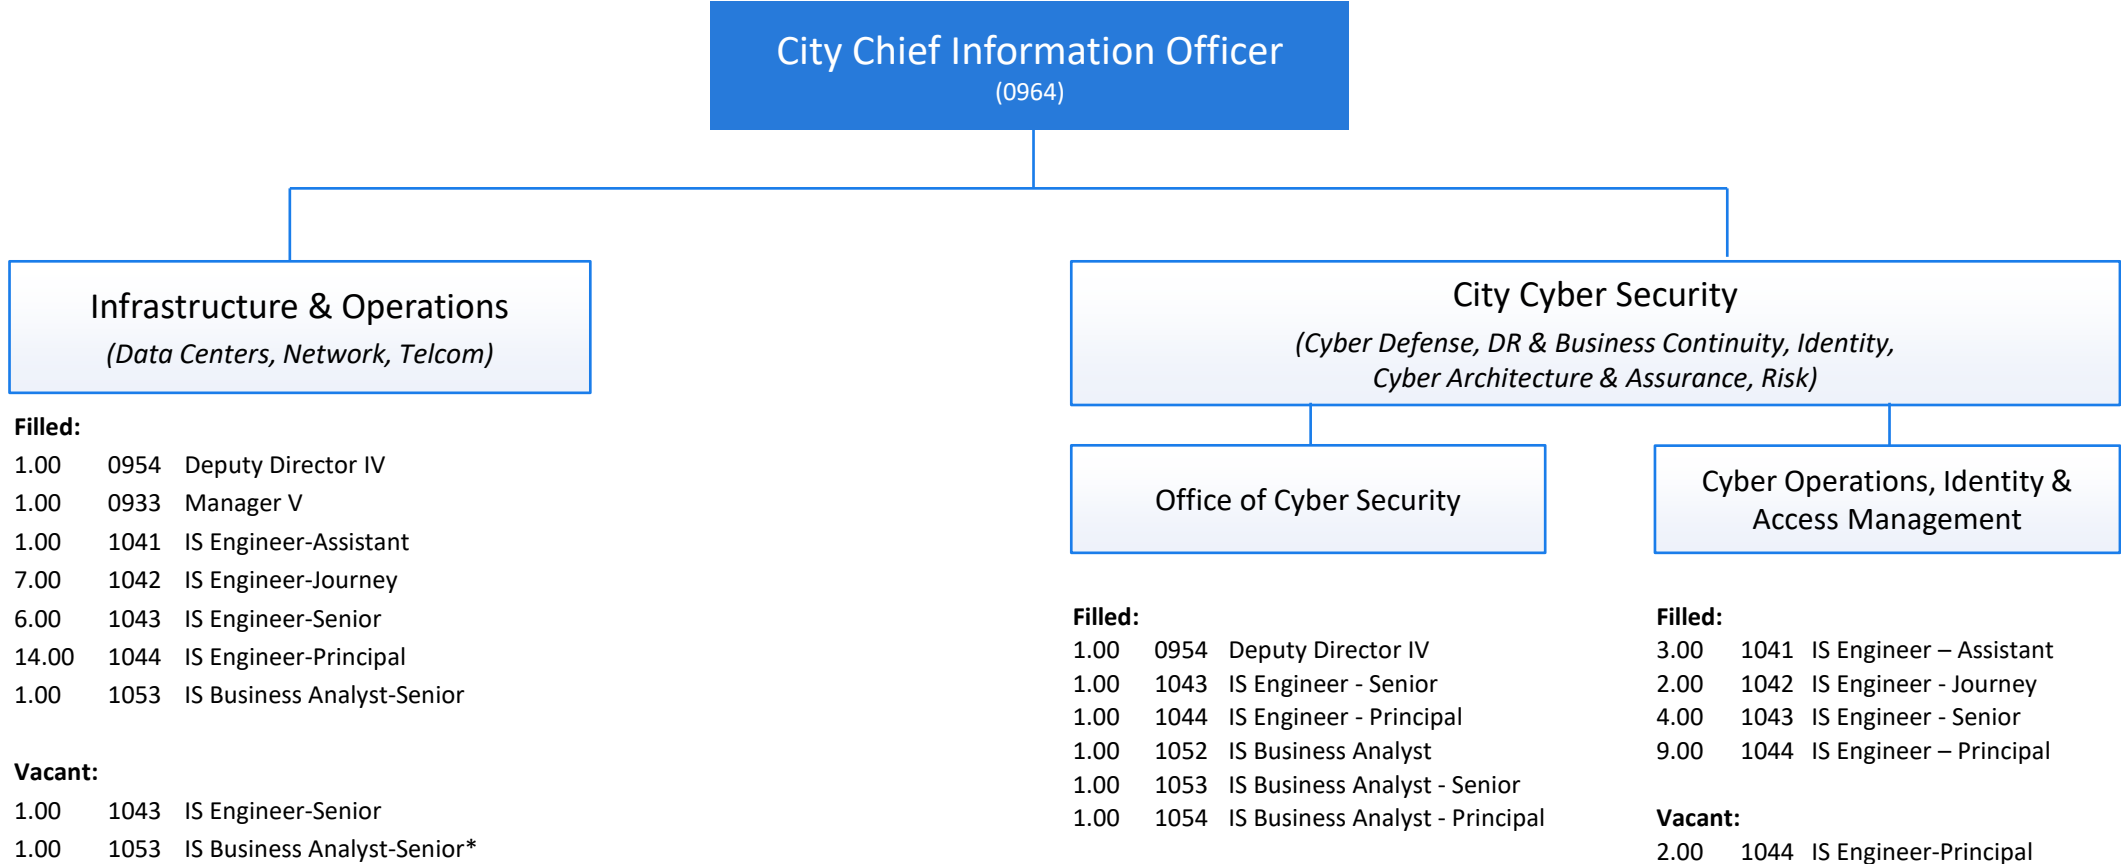 City Chief Information Officer
(0964)
Infrastructure & Operations
(Data Centers, Network, Telcom)
Filled:
1.00 0954 Deputy Director IV
1.00 0933 Manager V
1.00 1041 IS Engineer-Assistant
7.00 1042 IS Engineer-Journey
6.00 1043 IS Engineer-Senior
14.00 1044 IS Engineer-Principal
1.00 1053 IS Business Analyst-Senior
Vacant:
1.00 1043 IS Engineer-Senior
1.00 1053 IS Business Analyst-Senior*
City Cyber Security
(Cyber Defense, DR & Business Continuity, Identity,
Cyber Architecture & Assurance, Risk)
Office of Cyber Security
Filled:
1.00 0954 Deputy Director IV
1.00 1043 IS Engineer - Senior
1.00 1044 IS Engineer - Principal
1.00 1052 IS Business Analyst
1.00 1053 IS Business Analyst - Senior
1.00 1054 IS Business Analyst - Principal
Cyber Operations, Identity &
Access Management
Filled:
3.00 1041 IS Engineer – Assistant
2.00 1042 IS Engineer - Journey
4.00 1043 IS Engineer - Senior
9.00 1044 IS Engineer – Principal
Vacant:
2.00 1044 IS Engineer-Principal